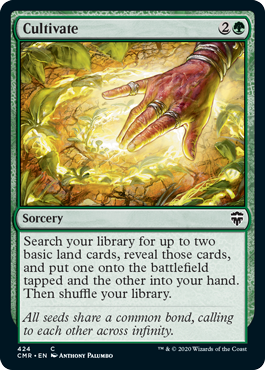 Cultivate 2
Sorcery
Search your library for up to two
basic land cards, reveal those cards,
and put one onto the battlefield
tapped and the other into your hand.
Then shuffle your library.
All seeds share a common bond, calling
to each other across infinity.
424 C
CMR • EN ANTHONY PALUMBO ™ & © 2020 Wizards of the Coast